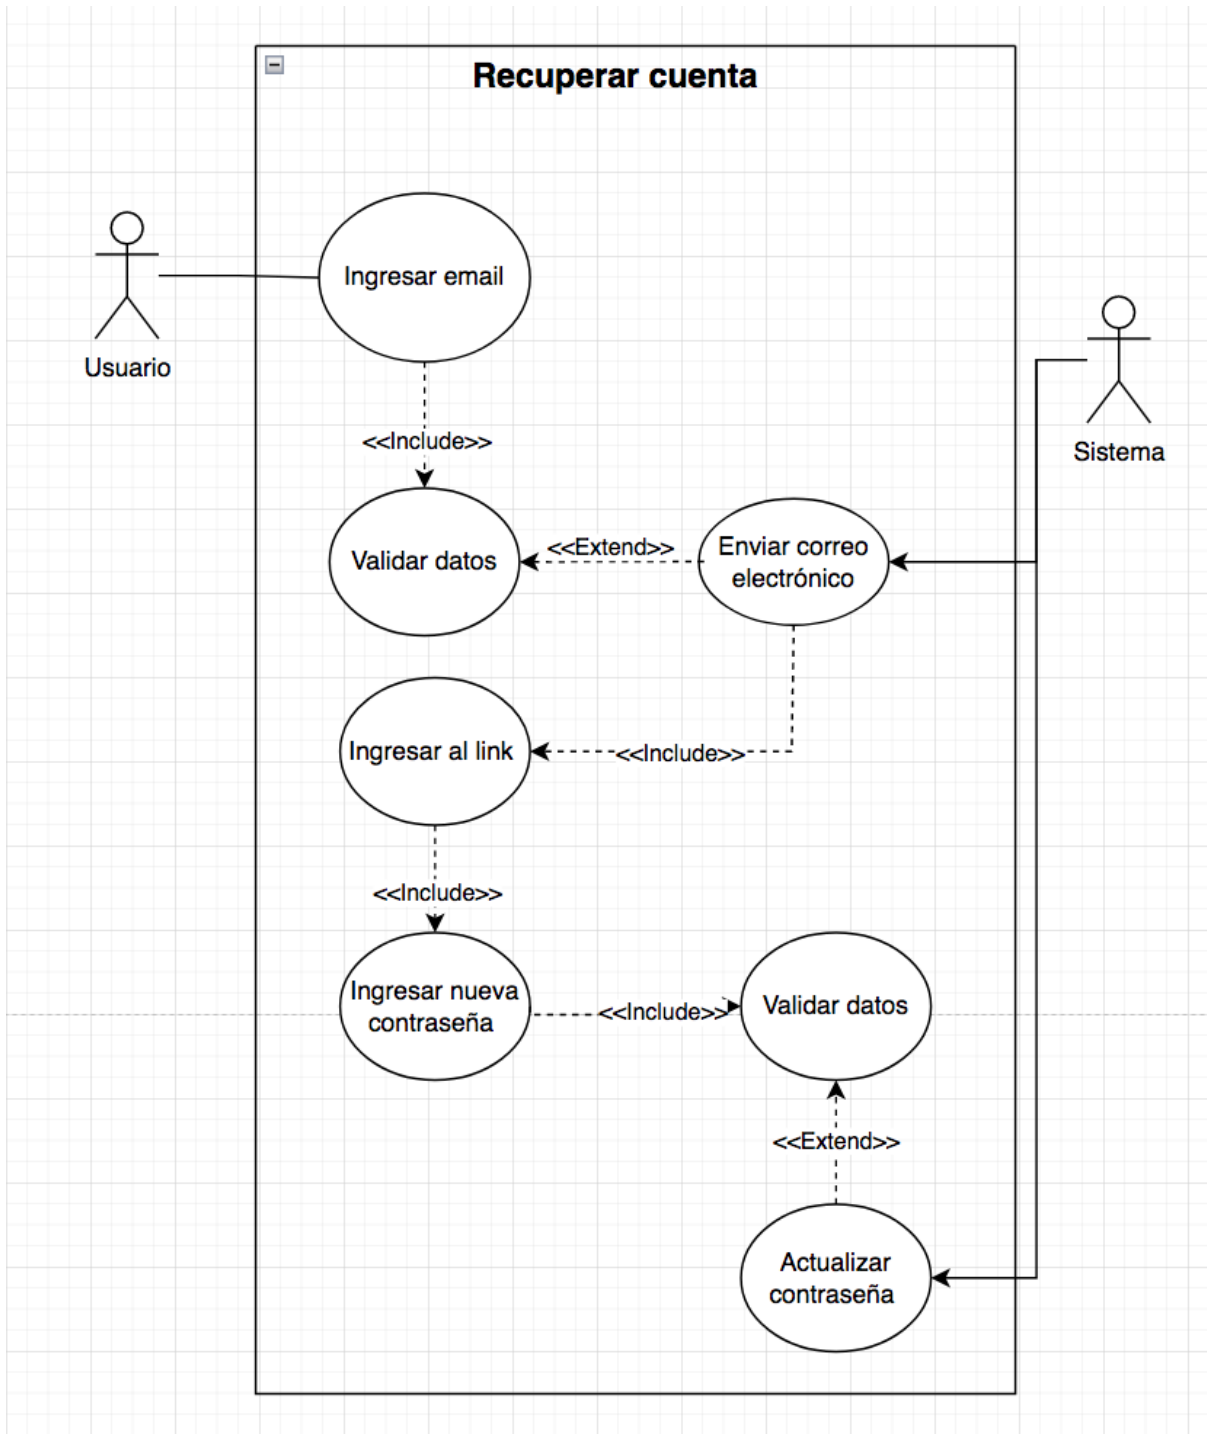 Recuperar cuenta
Ingresar email
Usuario
<<Include>>
Sistema
Validar datos
<<Extend>>
Enviar correo
electrónico
Ingresar al link
<<Include>>
<<Include>>
Ingresar nueva
contraseña
<<Include>>
Validar datos
<<Extend>>
Actualizar
contraseña